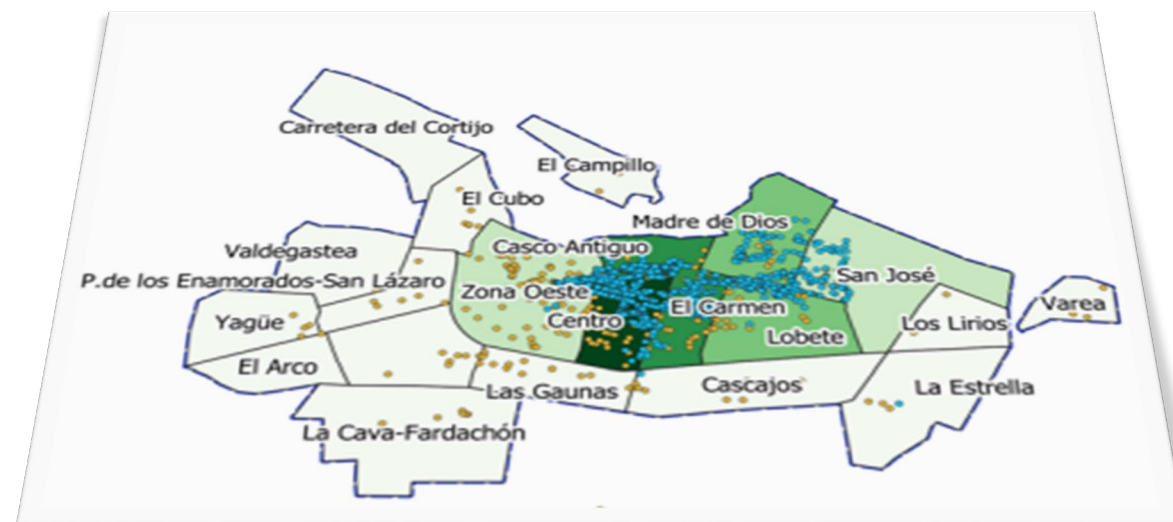 Carretera del Cortijo
El Campillo
El Cubo
Madre de Dios
Valdegastea
Casco Antiguo
P.de los Enamorados-San Lázaro
San José
Zona Oeste
El Carmen
Varea
Yagüe
Centro
Los Lirios
Lobete
El Arco
Las Gaunas
Cascajos
La Estrella
La Cava-Fardachón